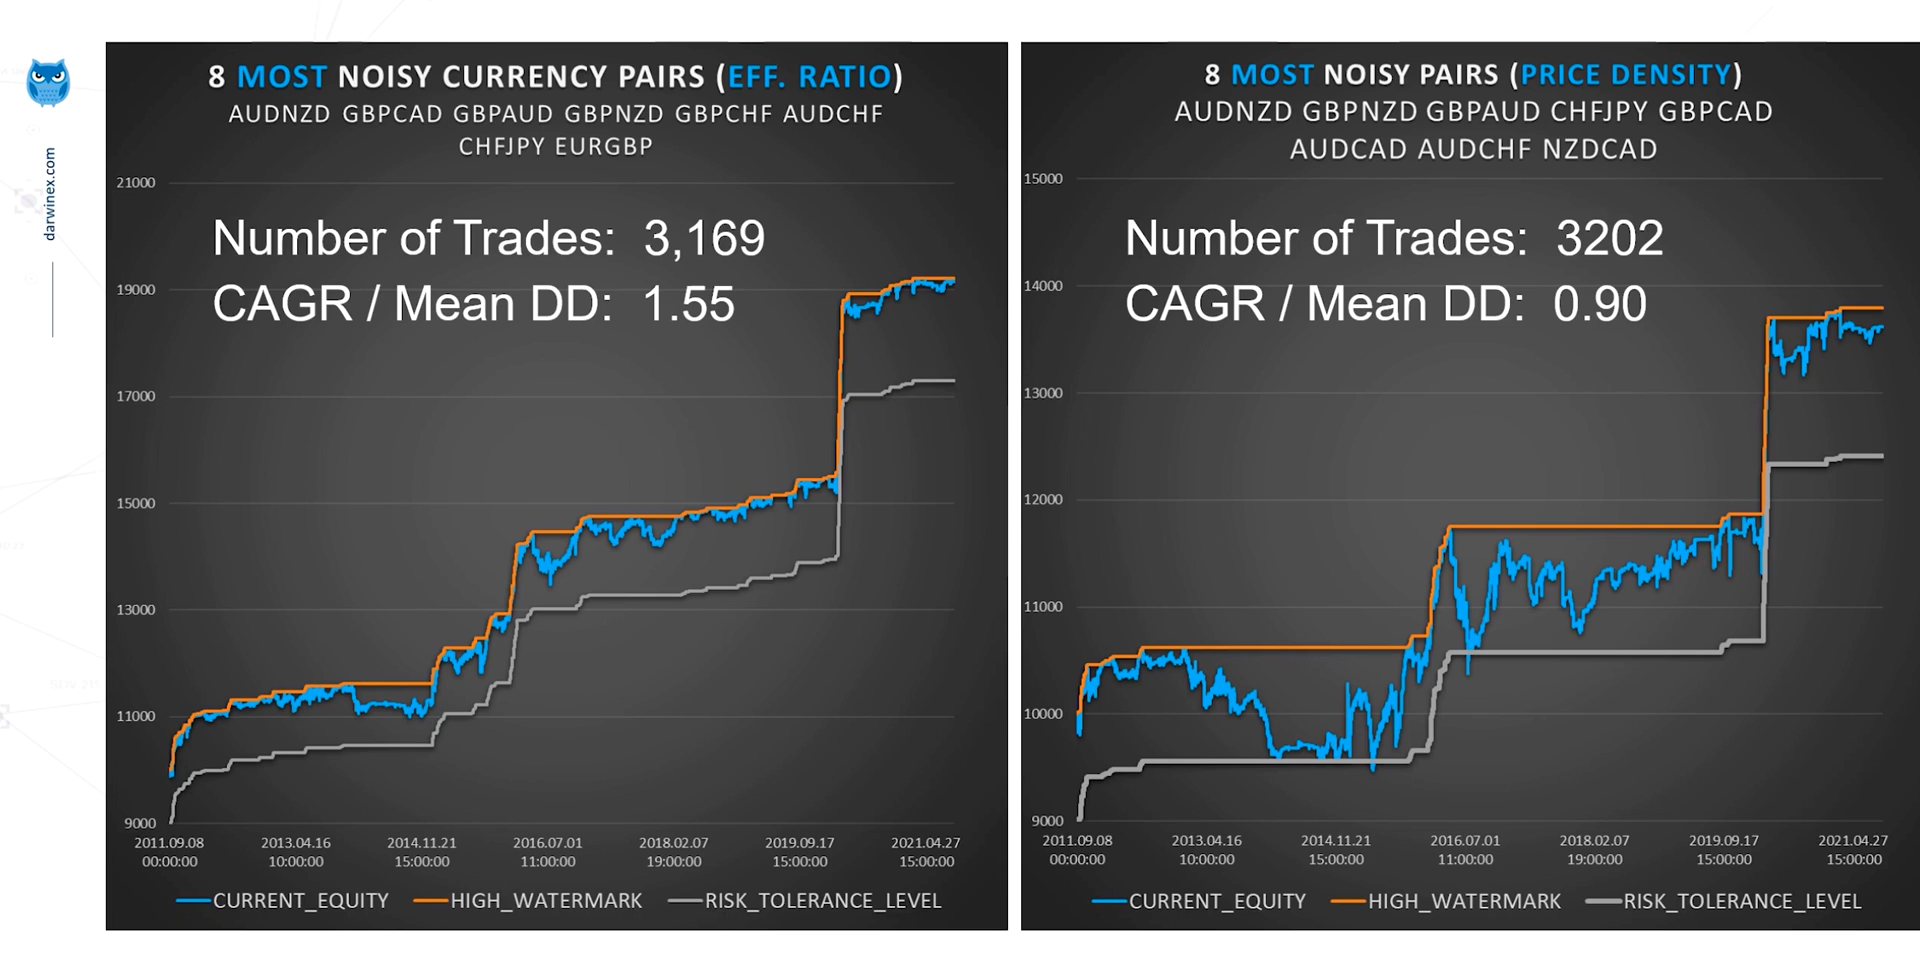 darwinex.com
8 MOST NOISY CURRENCY PAIRS (EFF. RATIO)
AUDNZD GBPCAD GBPAUD GBPNZD GBPCHF AUDCHF
CHFJPY EURGBP
21000
Number of Trades: 3,169
19000
CAGR / Mean DD: 1.55
17000
15000
13000
11000
9000
2011.09.08 2013.04.16 2014.11.21 2016.07.01 2018.02.07 2019.09.17 2021.04.27
00:00:00 10:00:00 15:00:00 11:00:00 19:00:00 15:00:00 15:00:00
CURRENT_EQUITY HIGH_WATERMARK RISK_TOLERANCE_LEVEL
8 MOST NOISY PAIRS (PRICE DENSITY)
AUDNZD GBPNZD GBPAUD CHFJPY GBPCAD
AUDCAD AUDCHF NZDCAD
15000
Number of Trades: 3202
14000
CAGR / Mean DD: 0.90
13000
12000
11000
10000
9000
2011.09.08 2013.04.16 2014.11.21 2016.07.01 2018.02.07 2019.09.17 2021.04.27
00:00:00 10:00:00 15:00:00 11:00:00 19:00:00 15:00:00 15:00:00
CURRENT_EQUITY HIGH_WATERMARK RISK_TOLERANCE_LEVEL